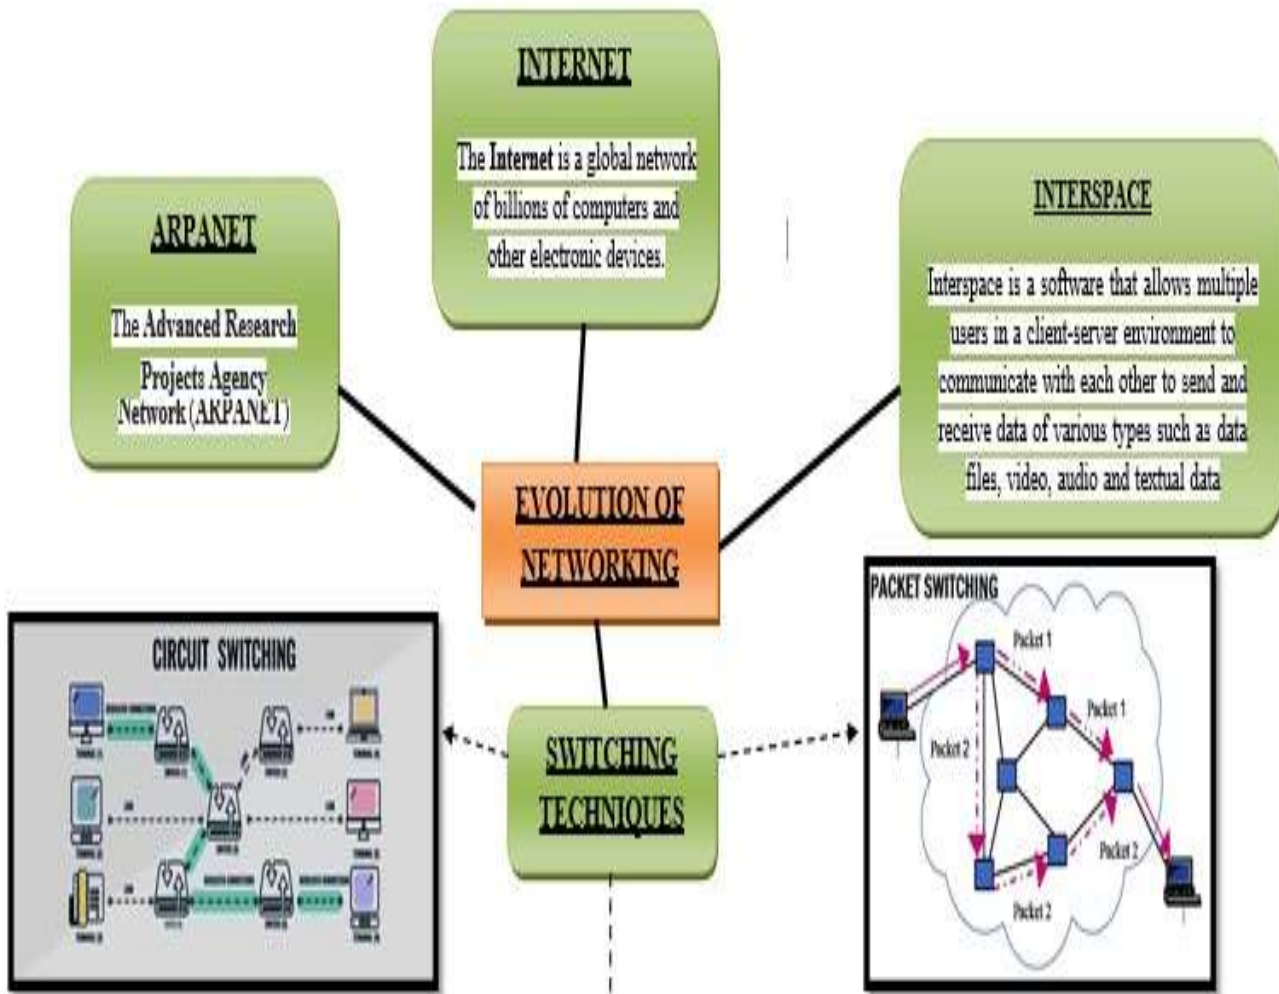 INTERNET
The Internet is a global network
of billions of computers and
other electronic devices.
ARPANET
The Advanced Research
Projects Agency
Network (ARPANET)
INTERSPACE
Interspace is a software that allows multiple
users in a client-server environment to
communicate with each other to send and
receive data of various types such as data
files, video, audio and textual data
EVOLUTION OF
NETWORKING
SWITCHING
TECHNIQUES
CIRCUIT SWITCHING
PACKET SWITCHING
Packet 1
Packet 1
Packet 2
Packet 2
Packet 2